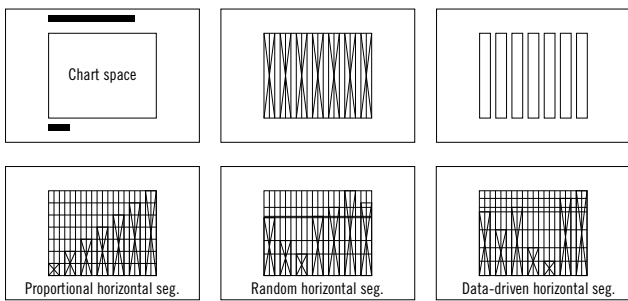 Chart space
Proportional horizontal seg.
Random horizontal seg.
Data-driven horizontal seg.